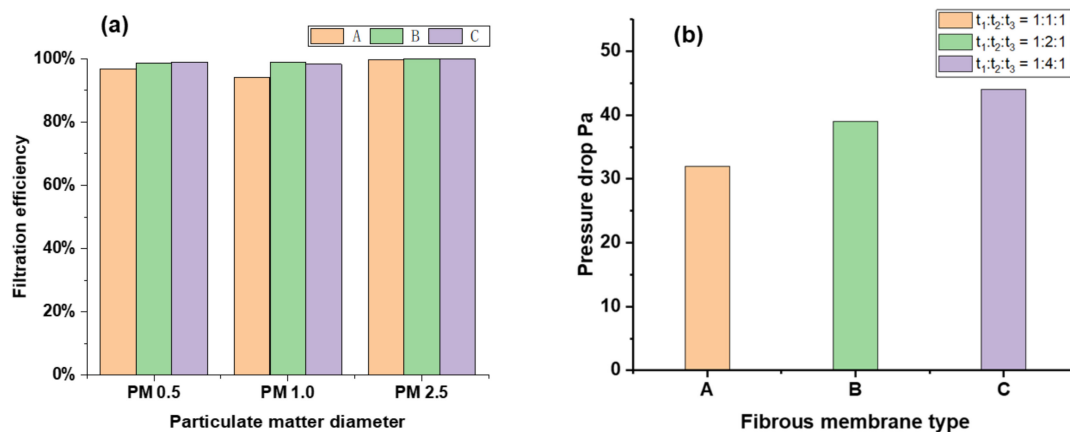 (a)
A B C
100%
80%
60%
40%
20%
0%
Filtration efficiency
PM 0.5 PM 1.0 PM 2.5
Particulate matter diameter
(b)
t₁:t₂:t₃ = 1:1:1
t₁:t₂:t₃ = 1:2:1
t₁:t₂:t₃ = 1:4:1
50
40
30
20
10
0
Pressure drop Pa
A B C
Fibrous membrane type